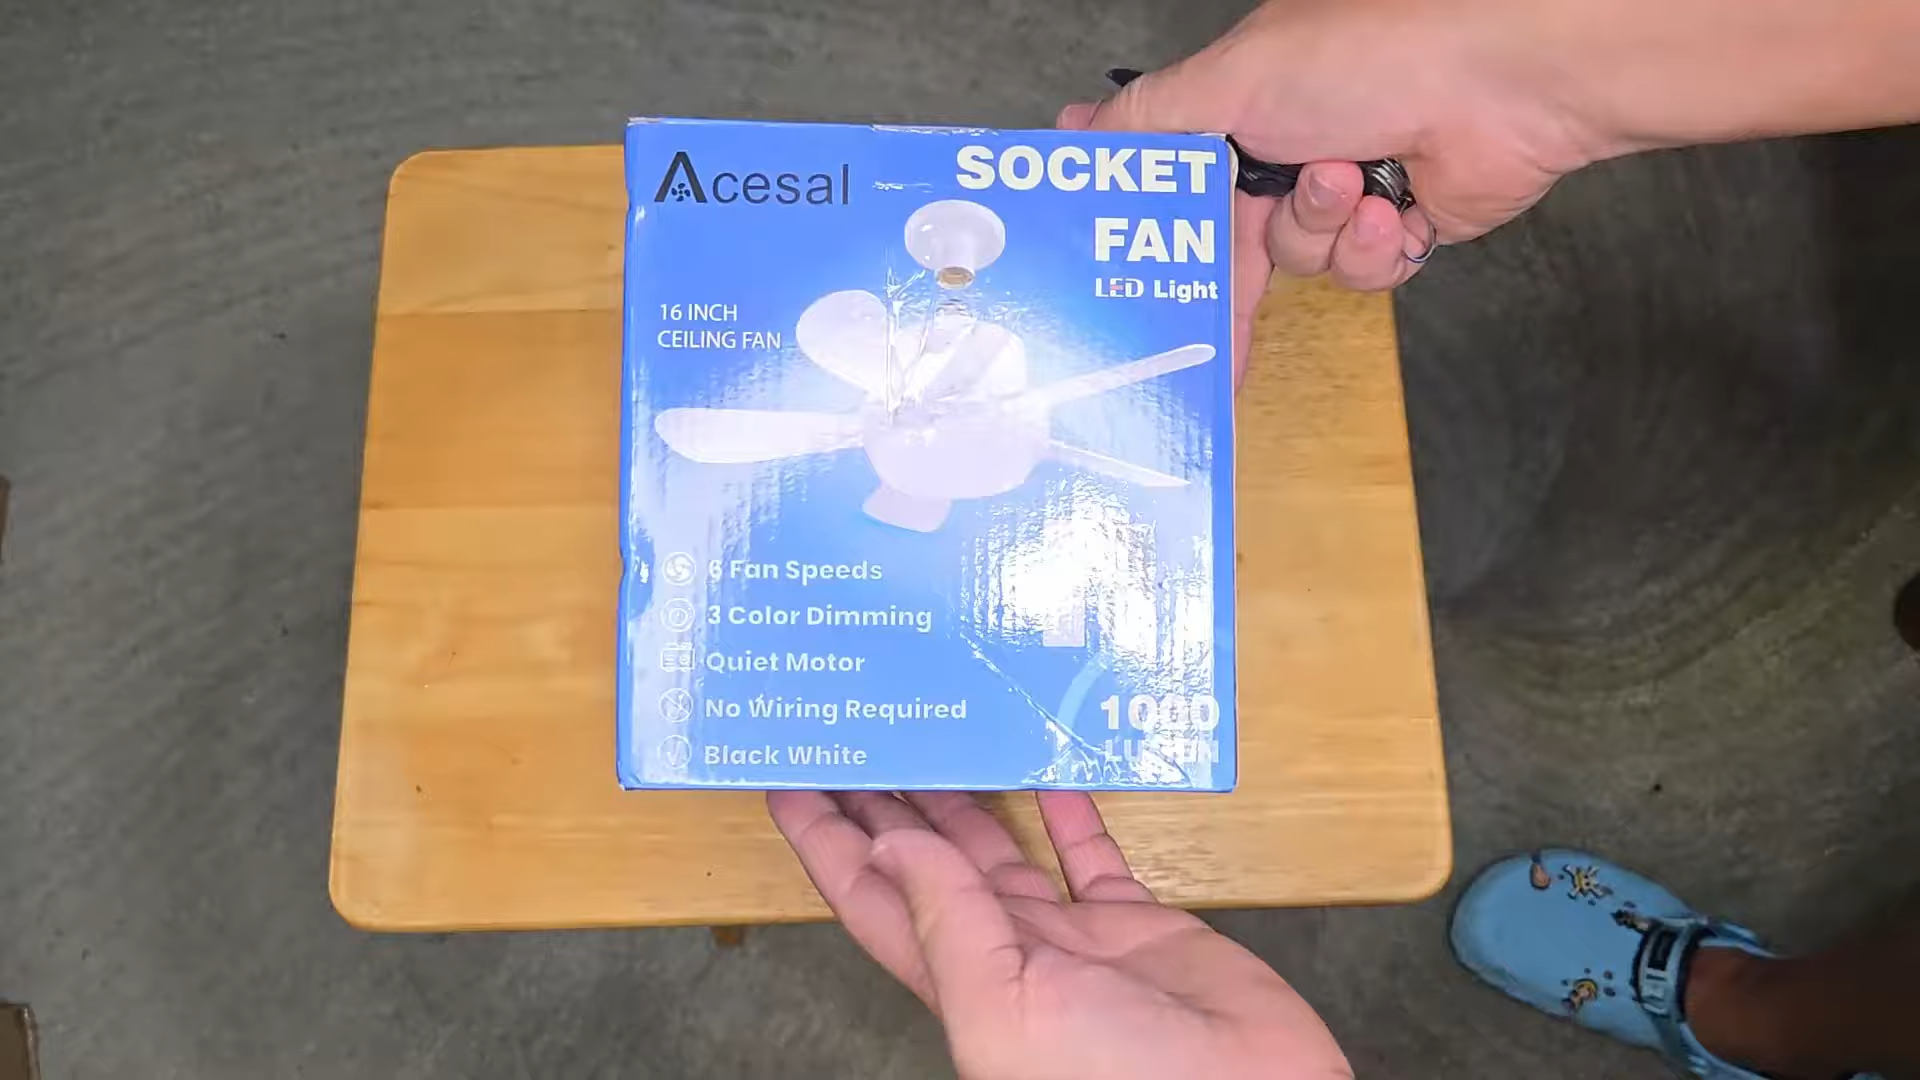 Acesal
SOCKET
FAN
LED Light
16 INCH
CEILING FAN
6 Fan Speeds
3 Color Dimming
Quiet Motor
No Wiring Required
Black White
1000
LUMEN